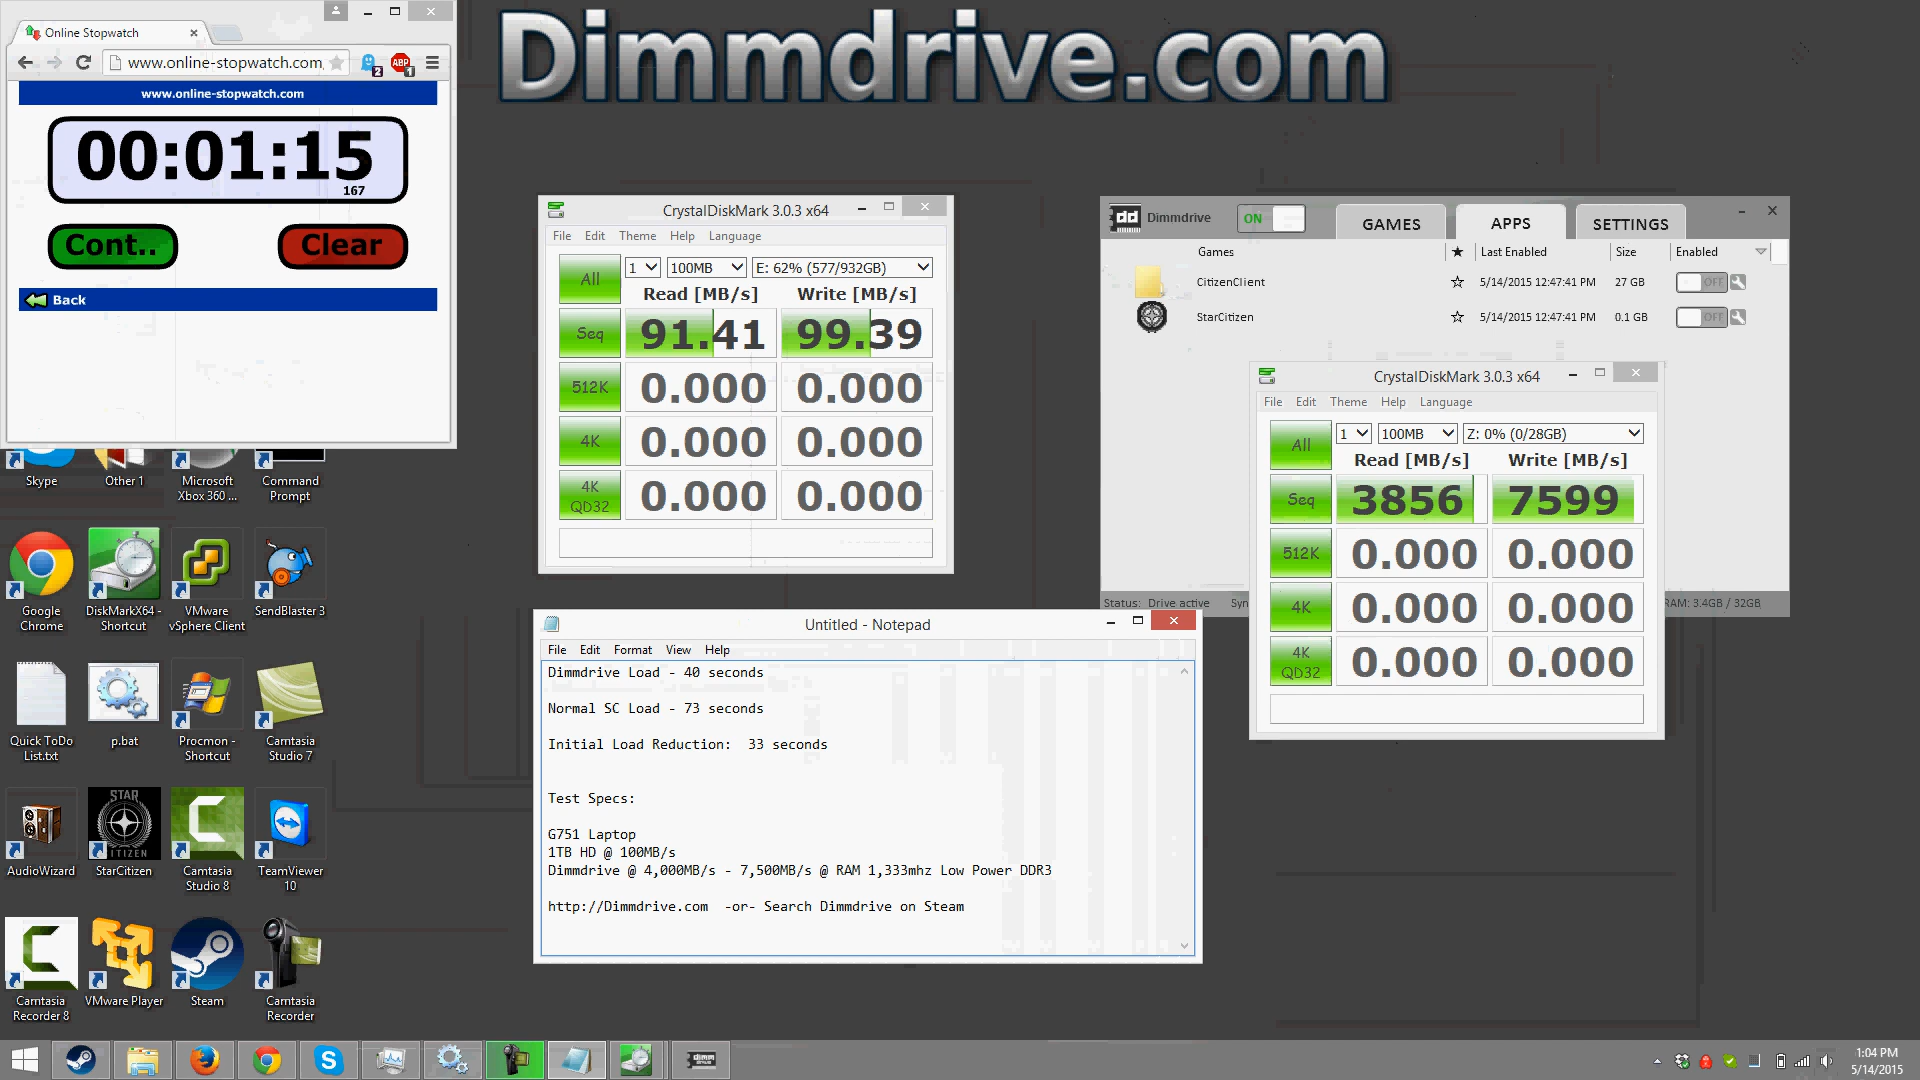 Online Stopwatch
www.online-stopwatch.com
2
ABP
1
www.online-stopwatch.com
00:01:15
167
Cont..
Clear
Back
Dimmdrive.com
CrystalDiskMark 3.0.3 x64
File Edit Theme Help Language
All 1 100MB E: 62% (577/932GB)
Read [MB/s] Write [MB/s]
Seq 91.41 99.39
512K 0.000 0.000
4K 0.000 0.000
4K
QD32 0.000 0.000
dd Dimmdrive ON GAMES APPS SETTINGS
Games ★ Last Enabled Size Enabled
CitizenClient 5/14/2015 12:47:41 PM 27 GB OFF
StarCitizen 5/14/2015 12:47:41 PM 0.1 GB OFF
Status: Drive active Syn
RAM: 3.4GB / 32GB
CrystalDiskMark 3.0.3 x64
File Edit Theme Help Language
All 1 100MB Z: 0% (0/28GB)
Read [MB/s] Write [MB/s]
Seq 3856 7599
512K 0.000 0.000
4K 0.000 0.000
4K
QD32 0.000 0.000
Untitled - Notepad
File Edit Format View Help
Dimmdrive Load - 40 seconds
Normal SC Load - 73 seconds
Initial Load Reduction:  33 seconds
Test Specs:
G751 Laptop
1TB HD @ 100MB/s
Dimmdrive @ 4,000MB/s - 7,500MB/s @ RAM 1,333mhz Low Power DDR3
http://Dimmdrive.com  -or- Search Dimmdrive on Steam
Skype
Other 1
Microsoft
Xbox 360 ...
Command
Prompt
Google
Chrome
DiskMarkX64 -
Shortcut
VMware
vSphere Client
SendBlaster 3
Quick ToDo
List.txt
p.bat
Procmon -
Shortcut
Camtasia
Studio 7
AudioWizard
STAR
CITIZEN
StarCitizen
Camtasia
Studio 8
TeamViewer
10
Camtasia
Recorder 8
VMware Player
Steam
Camtasia
Recorder
dimm
1:04 PM
5/14/2015